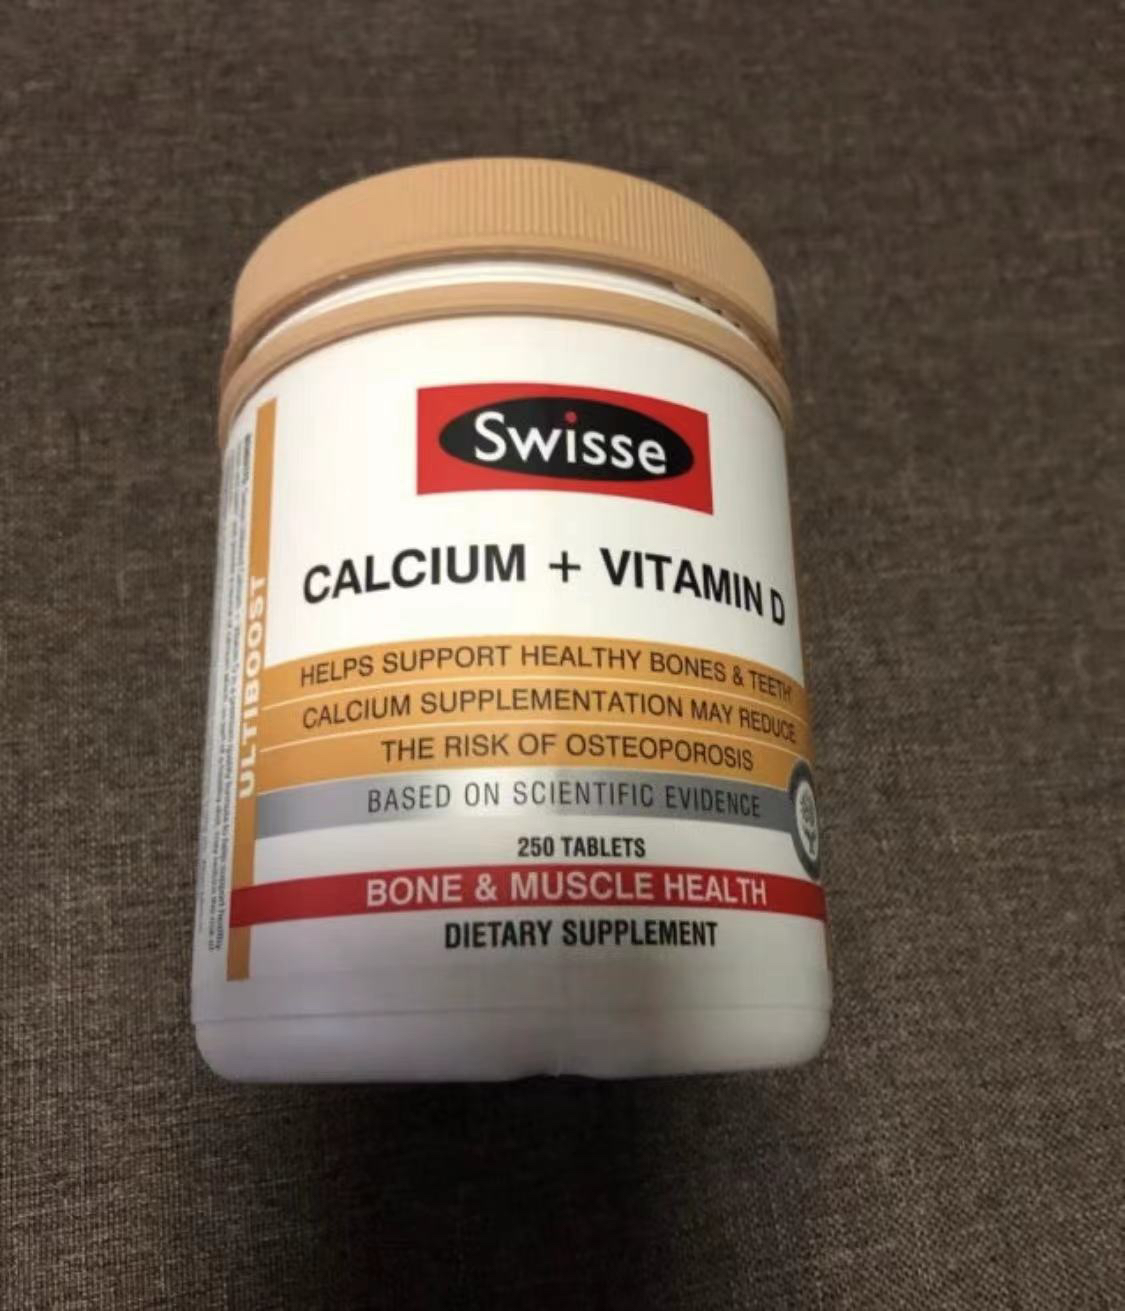 Swisse
CALCIUM + VITAMIN D
HELPS SUPPORT HEALTHY BONES & TEETH
CALCIUM SUPPLEMENTATION MAY REDUCE
THE RISK OF OSTEOPOROSIS
BASED ON SCIENTIFIC EVIDENCE
250 TABLETS
BONE & MUSCLE HEALTH
DIETARY SUPPLEMENT
ULTIBOOST